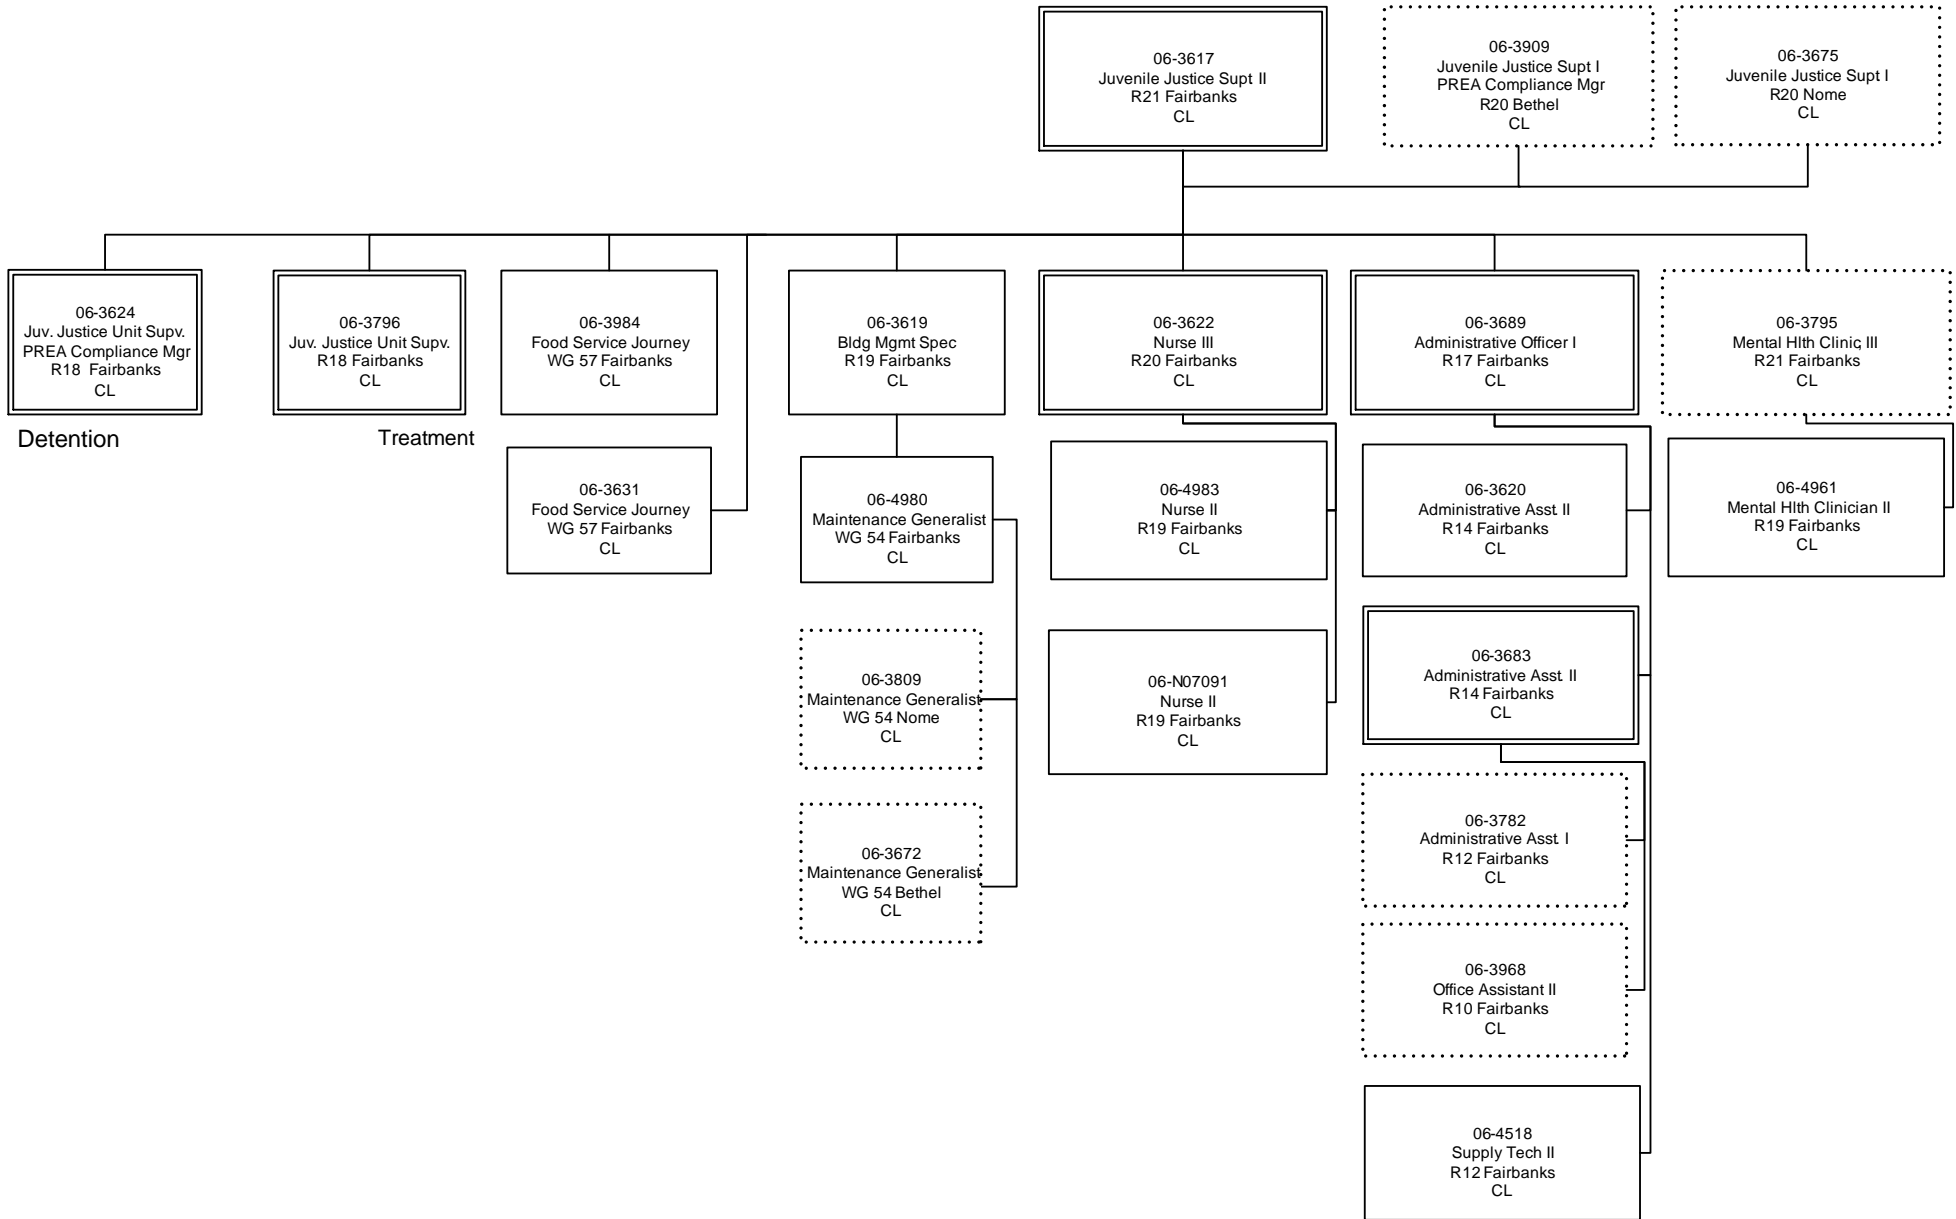 06-3617
Juvenile Justice Supt. II
R21 Fairbanks
CL
06-3909
Juvenile Justice Supt I
PREA Compliance Mgr
R20 Bethel
CL
06-3675
Juvenile Justice Supt I
R20 Nome
CL
06-3624
Juv. Justice Unit Supv.
PREA Compliance Mgr
R18 Fairbanks
CL
Detention
06-3796
Juv. Justice Unit Supv.
R18 Fairbanks
CL
Treatment
06-3984
Food Service Journey
WG 57 Fairbanks
CL
06-3631
Food Service Journey
WG 57 Fairbanks
CL
06-3619
Bldg Mgmt Spec
R19 Fairbanks
CL
06-4980
Maintenance Generalist
WG 54 Fairbanks
CL
06-3809
Maintenance Generalist
WG 54 Nome
CL
06-3672
Maintenance Generalist
WG 54 Bethel
CL
06-3622
Nurse III
R20 Fairbanks
CL
06-4983
Nurse II
R19 Fairbanks
CL
06-N07091
Nurse II
R19 Fairbanks
CL
06-3689
Administrative Officer I
R17 Fairbanks
CL
06-3620
Administrative Asst. II
R14 Fairbanks
CL
06-3683
Administrative Asst. II
R14 Fairbanks
CL
06-3782
Administrative Asst. I
R12 Fairbanks
CL
06-3968
Office Assistant II
R10 Fairbanks
CL
06-4518
Supply Tech II
R12 Fairbanks
CL
06-3795
Mental Hlth Clinic, III
R21 Fairbanks
CL
06-4961
Mental Hlth Clinician II
R19 Fairbanks
CL